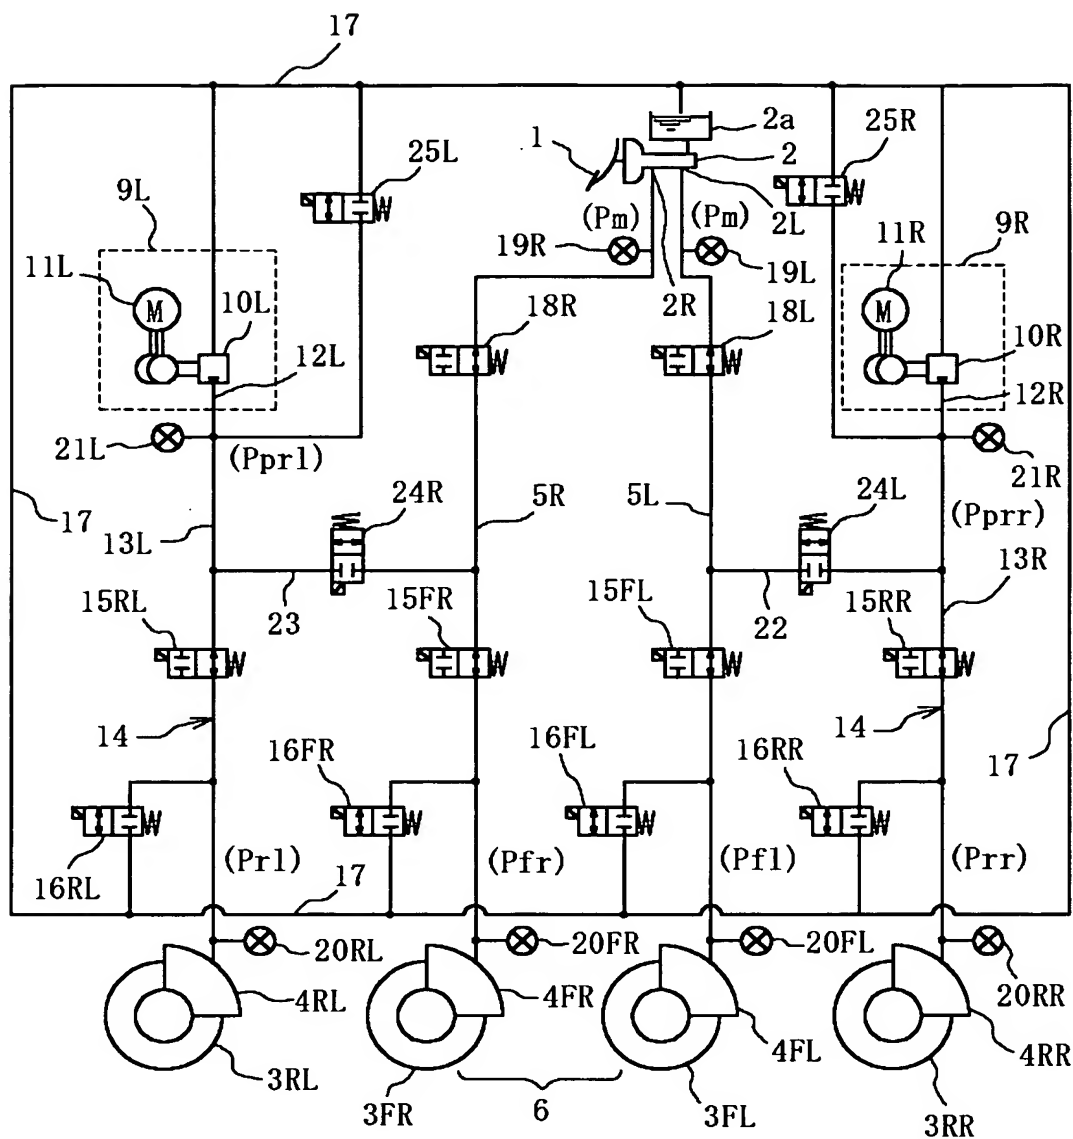 17
2a
25R
1
2
25L
9L
(Pm)
(Pm)
2L
11R
9R
19R
19L
11L
M
10L
18R
2R
18L
M
10R
12L
12R
21L
(Pprl)
21R
24R
5R
5L
24L
(Pprr)
17
13L
13R
15RL
23
15FR
15FL
22
15RR
14
16FR
16FL
16RR
14
17
16RL
(Prl)
17
(Pfr)
(Pfl)
(Prr)
20RL
20FR
20FL
20RR
4RL
4FR
4FL
4RR
3RL
3FR
6
3FL
3RR